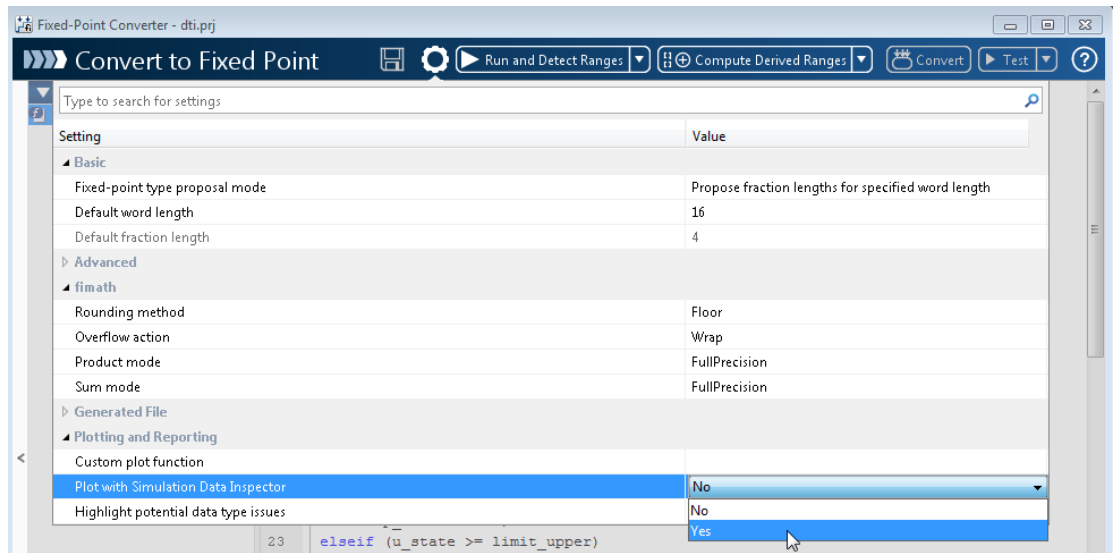 Fixed-Point Converter - dti.prj
Convert to Fixed Point Run and Detect Ranges Compute Derived Ranges Convert Test ?
Type to search for settings
Setting Value
Basic
Fixed-point type proposal mode Propose fraction lengths for specified word length
Default word length 16
Default fraction length 4
Advanced
fimath
Rounding method Floor
Overflow action Wrap
Product mode FullPrecision
Sum mode FullPrecision
Generated File
Plotting and Reporting
Custom plot function
Plot with Simulation Data Inspector No
Highlight potential data type issues No
Yes
23 elseif (u_state >= limit_upper)